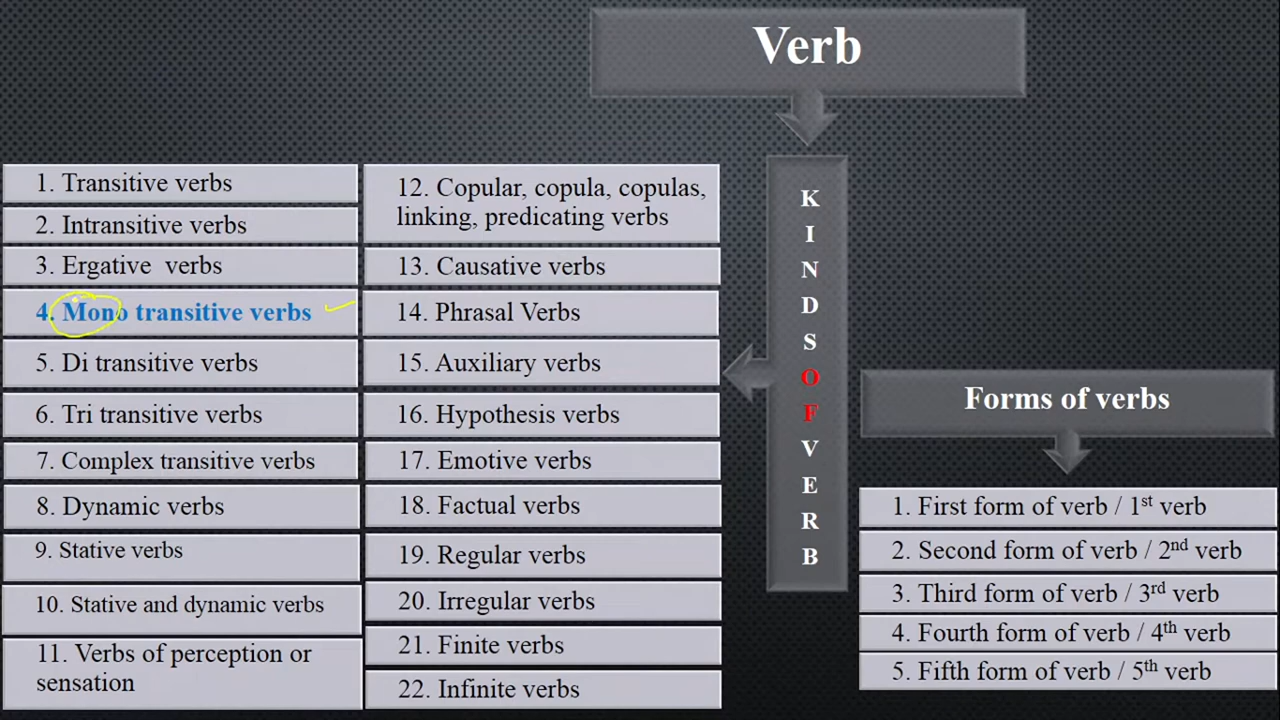 Verb
1. Transitive verbs
2. Intransitive verbs
3. Ergative verbs
4. Mono transitive verbs
5. Di transitive verbs
6. Tri transitive verbs
7. Complex transitive verbs
8. Dynamic verbs
9. Stative verbs
10. Stative and dynamic verbs
11. Verbs of perception or
sensation
12. Copular, copula, copulas,
linking, predicating verbs
13. Causative verbs
14. Phrasal Verbs
15. Auxiliary verbs
16. Hypothesis verbs
17. Emotive verbs
18. Factual verbs
19. Regular verbs
20. Irregular verbs
21. Finite verbs
22. Infinite verbs
K
I
N
D
S
O
F
V
E
R
B
Forms of verbs
1. First form of verb / 1st verb
2. Second form of verb / 2nd verb
3. Third form of verb / 3rd verb
4. Fourth form of verb / 4th verb
5. Fifth form of verb / 5th verb